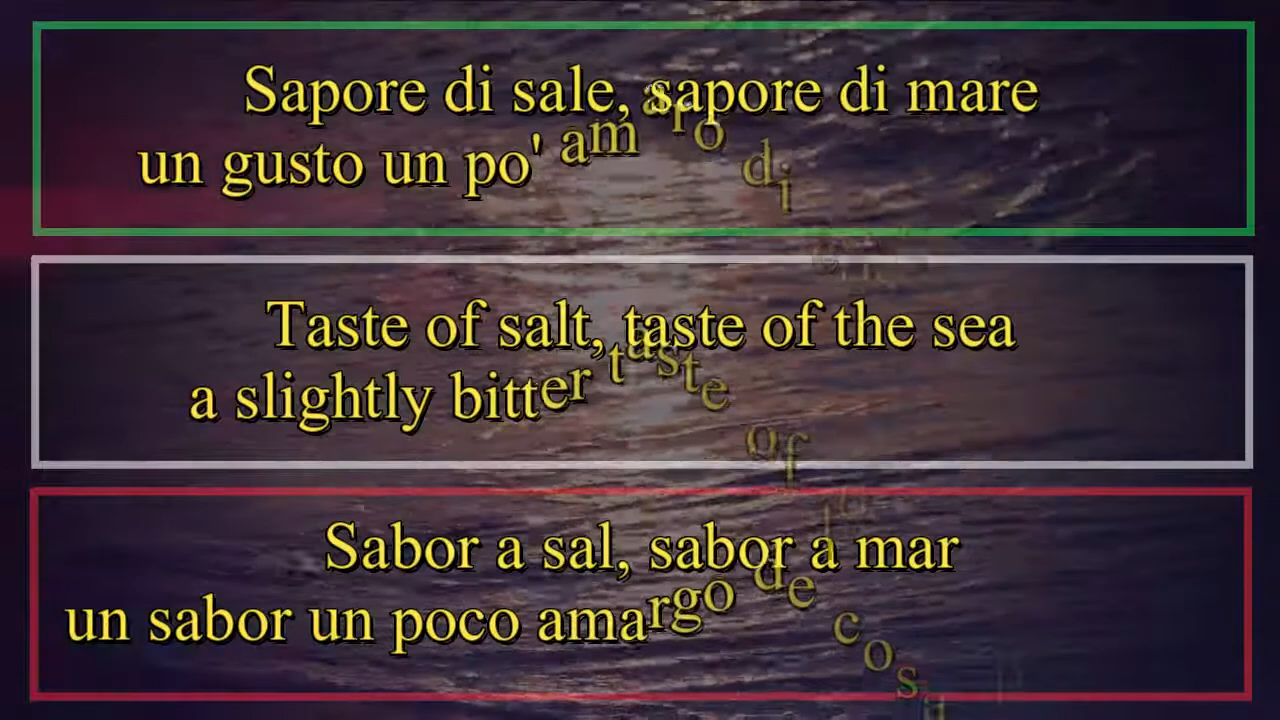 Sapore di sale, sapore di mare
un gusto un po' amaro di
Taste of salt, taste of the sea
a slightly bitter taste of
Sabor a sal, sabor a mar
un sabor un poco amargo de